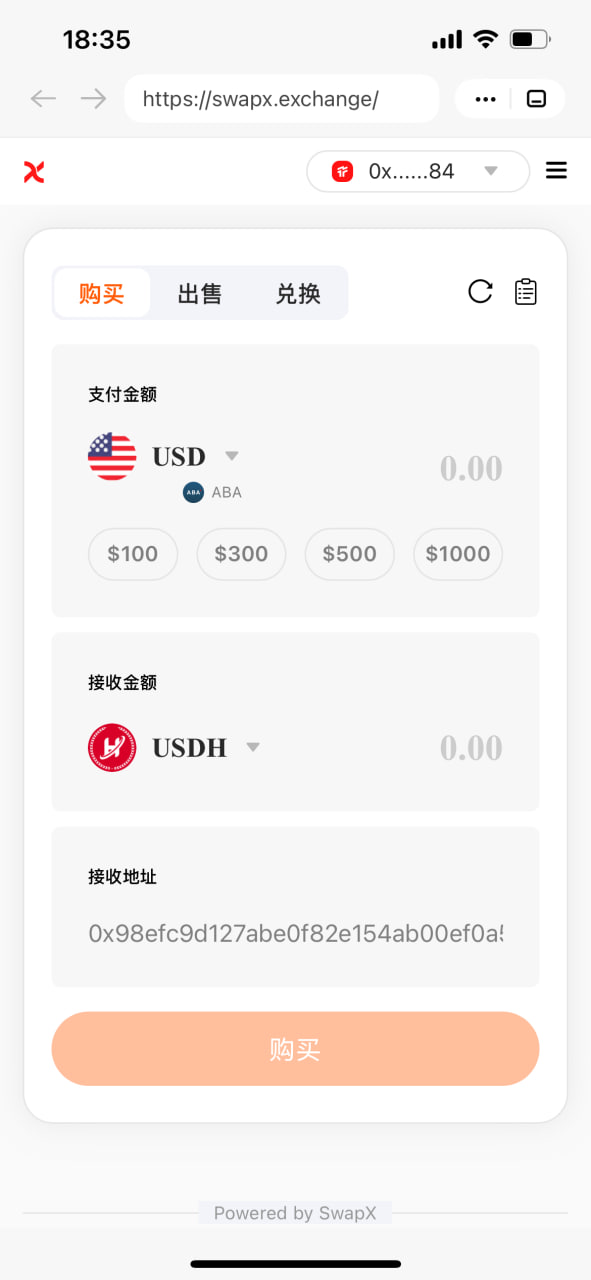 18:35
https://swapx.exchange/
0x......84
购买 出售 兑换
支付金额
USD
0.00
ABA ABA
$100 $300 $500 $1000
接收金额
USDH
0.00
接收地址
0x98efc9d127abe0f82e154ab00ef0a5
购买
Powered by SwapX